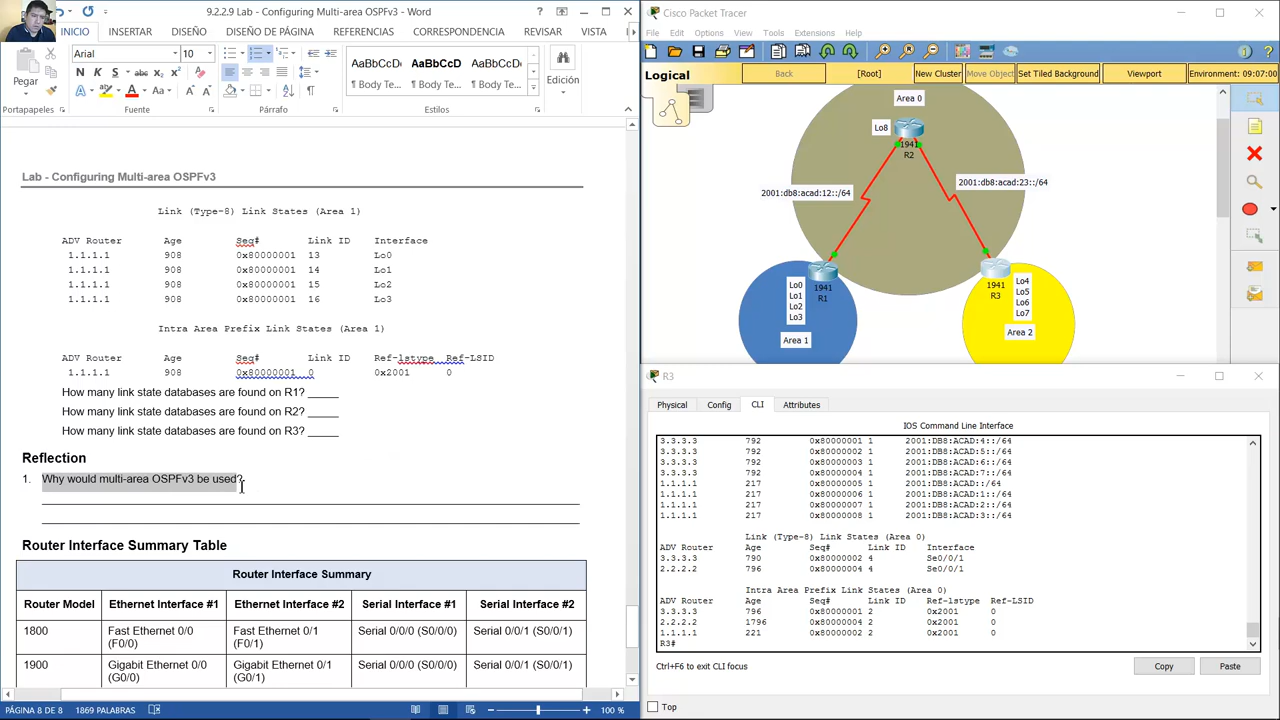 9.2.2.9 Lab - Configuring Multi-area OSPFv3 - Word
INICIO INSERTAR DISEÑO DISEÑO DE PÁGINA REFERENCIAS CORRESPONDENCIA REVISAR VISTA
Arial 10
Pegar
N K S abc x₂ x²
AaBbCcD AaBbCcD AaBbCcD
¶ Body Te... ¶ Body Te... ¶ Body Te...
Edición
Portapapeles Fuente Párrafo Estilos
Lab - Configuring Multi-area OSPFv3
Link (Type-8) Link States (Area 1)
ADV Router Age Seq# Link ID Interface
1.1.1.1 908 0x80000001 13 Lo0
1.1.1.1 908 0x80000001 14 Lo1
1.1.1.1 908 0x80000001 15 Lo2
1.1.1.1 908 0x80000001 16 Lo3
Intra Area Prefix Link States (Area 1)
ADV Router Age Seq# Link ID Ref-lstype Ref-LSID
1.1.1.1 908 0x80000001 0 0x2001 0
How many link state databases are found on R1? _____
How many link state databases are found on R2? _____
How many link state databases are found on R3? _____
Reflection
1. Why would multi-area OSPFv3 be used?
Router Interface Summary Table
Router Interface Summary
Router Model Ethernet Interface #1 Ethernet Interface #2 Serial Interface #1 Serial Interface #2
1800 Fast Ethernet 0/0 (F0/0) Fast Ethernet 0/1 (F0/1) Serial 0/0/0 (S0/0/0) Serial 0/0/1 (S0/0/1)
1900 Gigabit Ethernet 0/0 (G0/0) Gigabit Ethernet 0/1 (G0/1) Serial 0/0/0 (S0/0/0) Serial 0/0/1 (S0/0/1)
PÁGINA 8 DE 8 1869 PALABRAS 100 %
Cisco Packet Tracer
File Edit Options View Tools Extensions Help
Logical Back [Root] New Cluster Move Object Set Tiled Background Viewport Environment: 09:07:00
Area 0
Lo8
1941
R2
2001:db8:acad:12::/64
2001:db8:acad:23::/64
1941
R1
Lo0
Lo1
Lo2
Lo3
Area 1
1941
R3
Lo4
Lo5
Lo6
Lo7
Area 2
R3
Physical Config CLI Attributes
IOS Command Line Interface
3.3.3.3 792 0x80000001 1 2001:DB8:ACAD:4::/64
3.3.3.3 792 0x80000002 1 2001:DB8:ACAD:5::/64
3.3.3.3 792 0x80000003 1 2001:DB8:ACAD:6::/64
3.3.3.3 792 0x80000004 1 2001:DB8:ACAD:7::/64
1.1.1.1 217 0x80000005 1 2001:DB8:ACAD::/64
1.1.1.1 217 0x80000006 1 2001:DB8:ACAD:1::/64
1.1.1.1 217 0x80000007 1 2001:DB8:ACAD:2::/64
1.1.1.1 217 0x80000008 1 2001:DB8:ACAD:3::/64
Link (Type-8) Link States (Area 0)
ADV Router Age Seq# Link ID Interface
3.3.3.3 790 0x80000002 4 Se0/0/1
2.2.2.2 796 0x80000004 4 Se0/0/1
Intra Area Prefix Link States (Area 0)
ADV Router Age Seq# Link ID Ref-lstype Ref-LSID
3.3.3.3 796 0x80000001 2 0x2001 0
2.2.2.2 1796 0x80000004 2 0x2001 0
1.1.1.1 221 0x80000002 2 0x2001 0
R3#
Ctrl+F6 to exit CLI focus
Copy Paste
Top